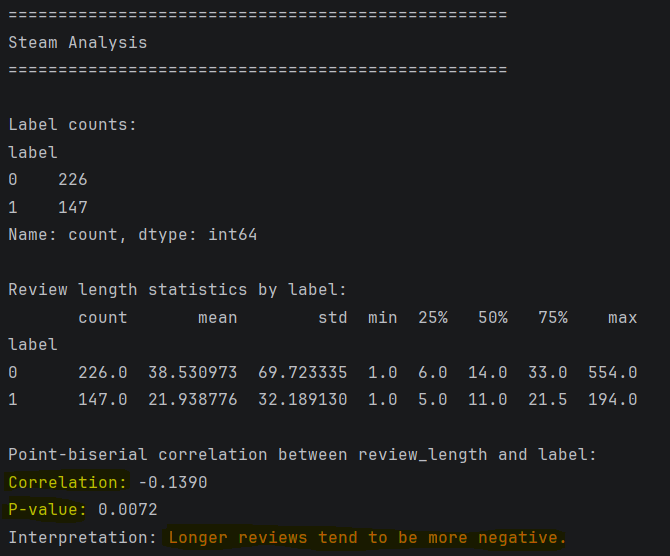 ==================================================
Steam Analysis
==================================================
Label counts:
label
0    226
1    147
Name: count, dtype: int64
Review length statistics by label:
       count       mean        std  min  25%   50%   75%    max
label
0      226.0  38.530973  69.723335  1.0  6.0  14.0  33.0  554.0
1      147.0  21.938776  32.189130  1.0  5.0  11.0  21.5  194.0
Point-biserial correlation between review_length and label:
Correlation: -0.1390
P-value: 0.0072
Interpretation: Longer reviews tend to be more negative.